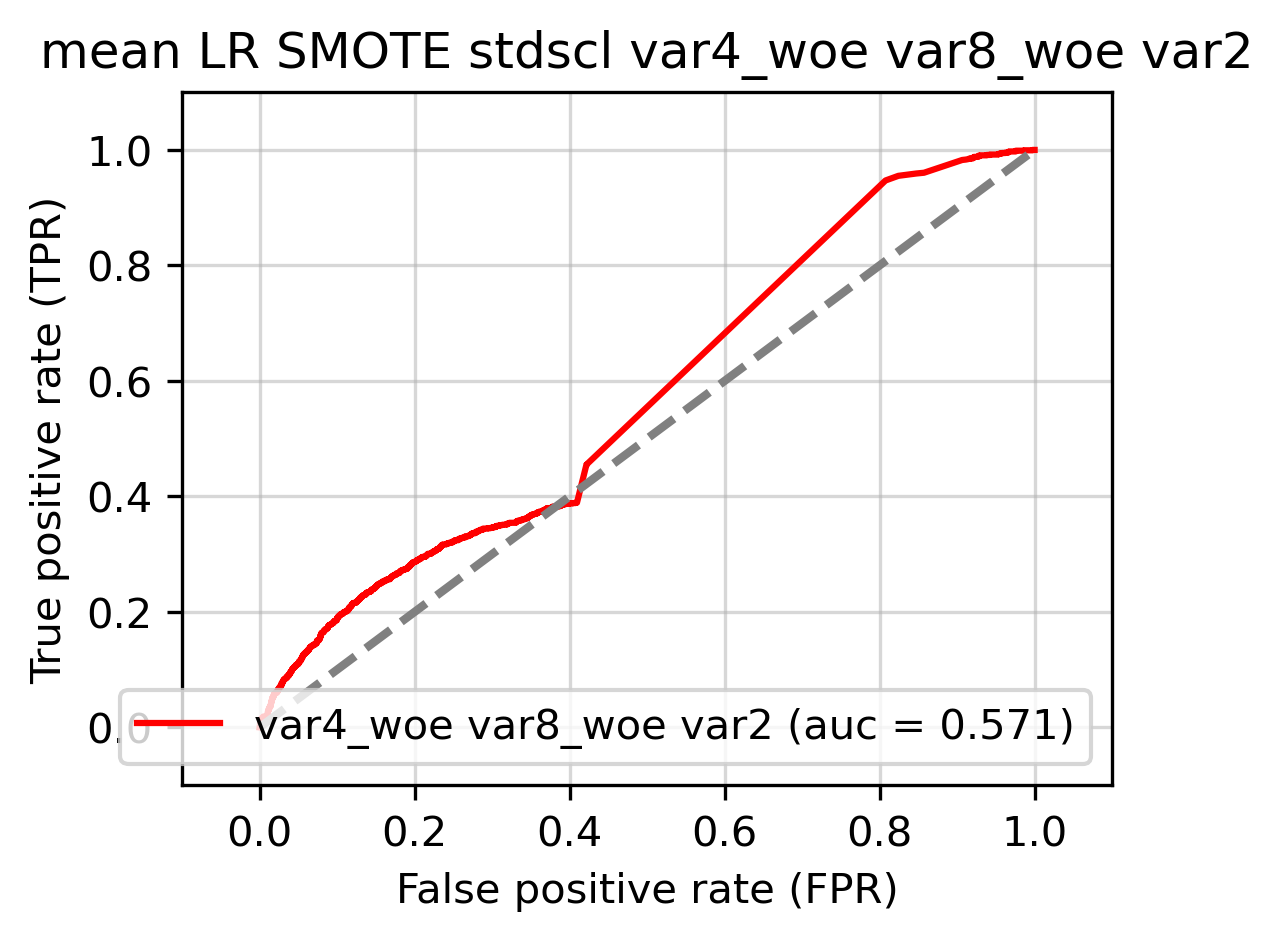 mean LR SMOTE stdscl var4_woe var8_woe var2
True positive rate (TPR)
1.0
0.8
0.6
0.4
0.2
0.0
var4_woe var8_woe var2 (auc = 0.571)
0.0 0.2 0.4 0.6 0.8 1.0
False positive rate (FPR)